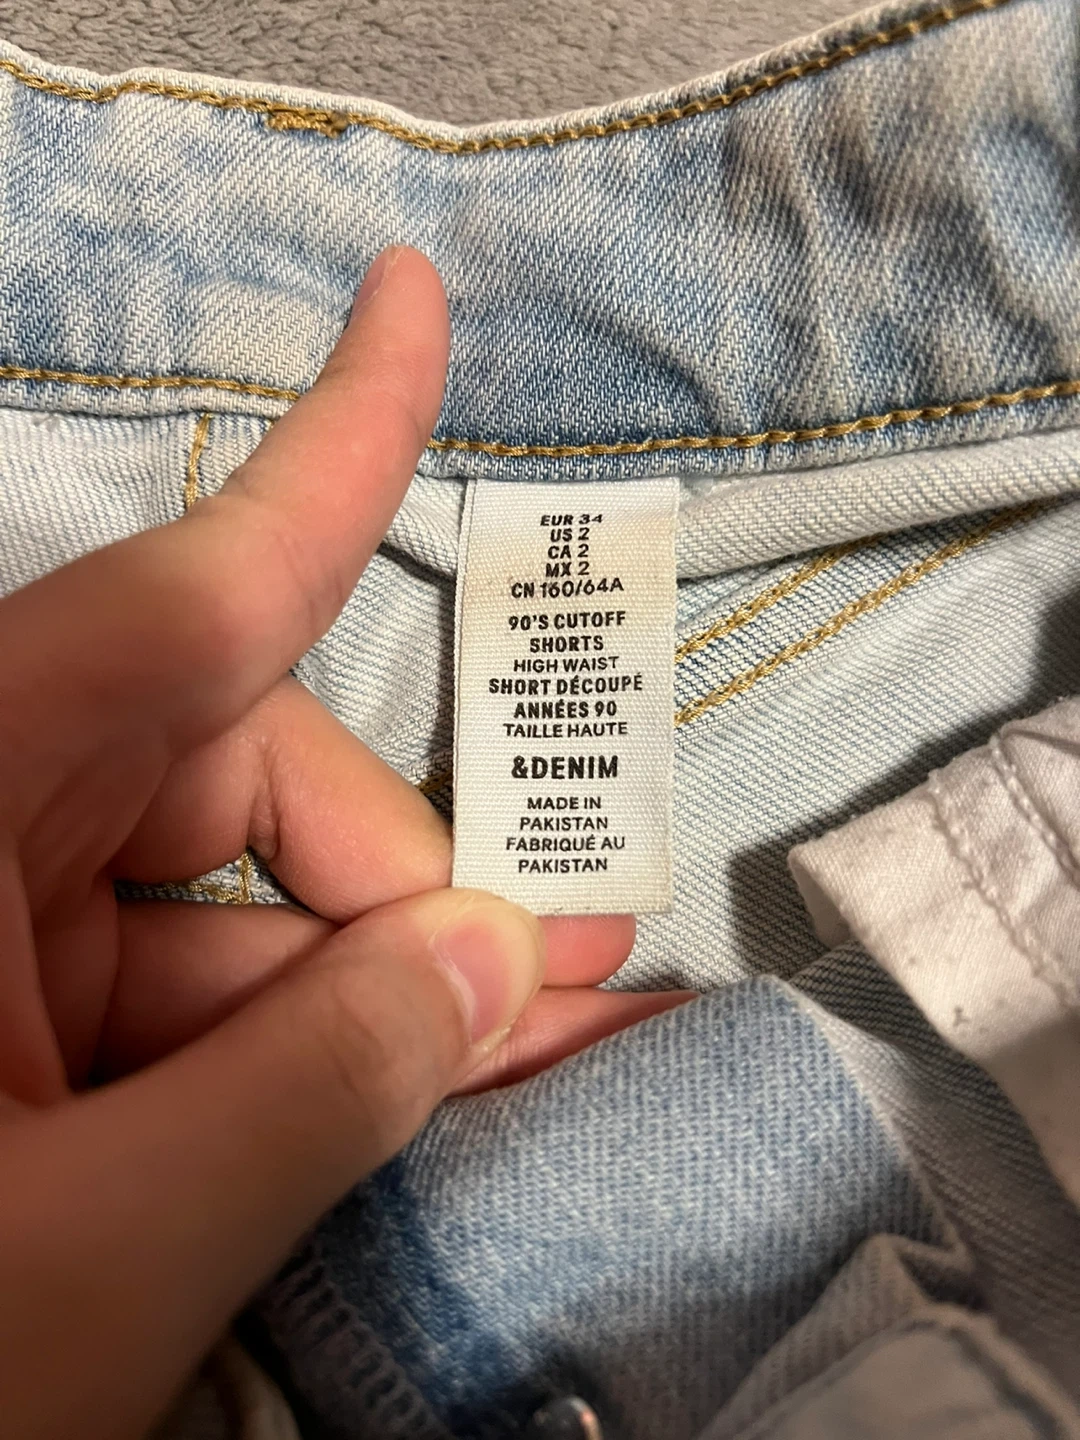 EUR 34
US 2
CA 2
MX 2
CN 160/64A
90'S CUTOFF
SHORTS
HIGH WAIST
SHORT DÉCOUPÉ
ANNÉES 90
TAILLE HAUTE
&DENIM
MADE IN
PAKISTAN
FABRIQUÉ AU
PAKISTAN